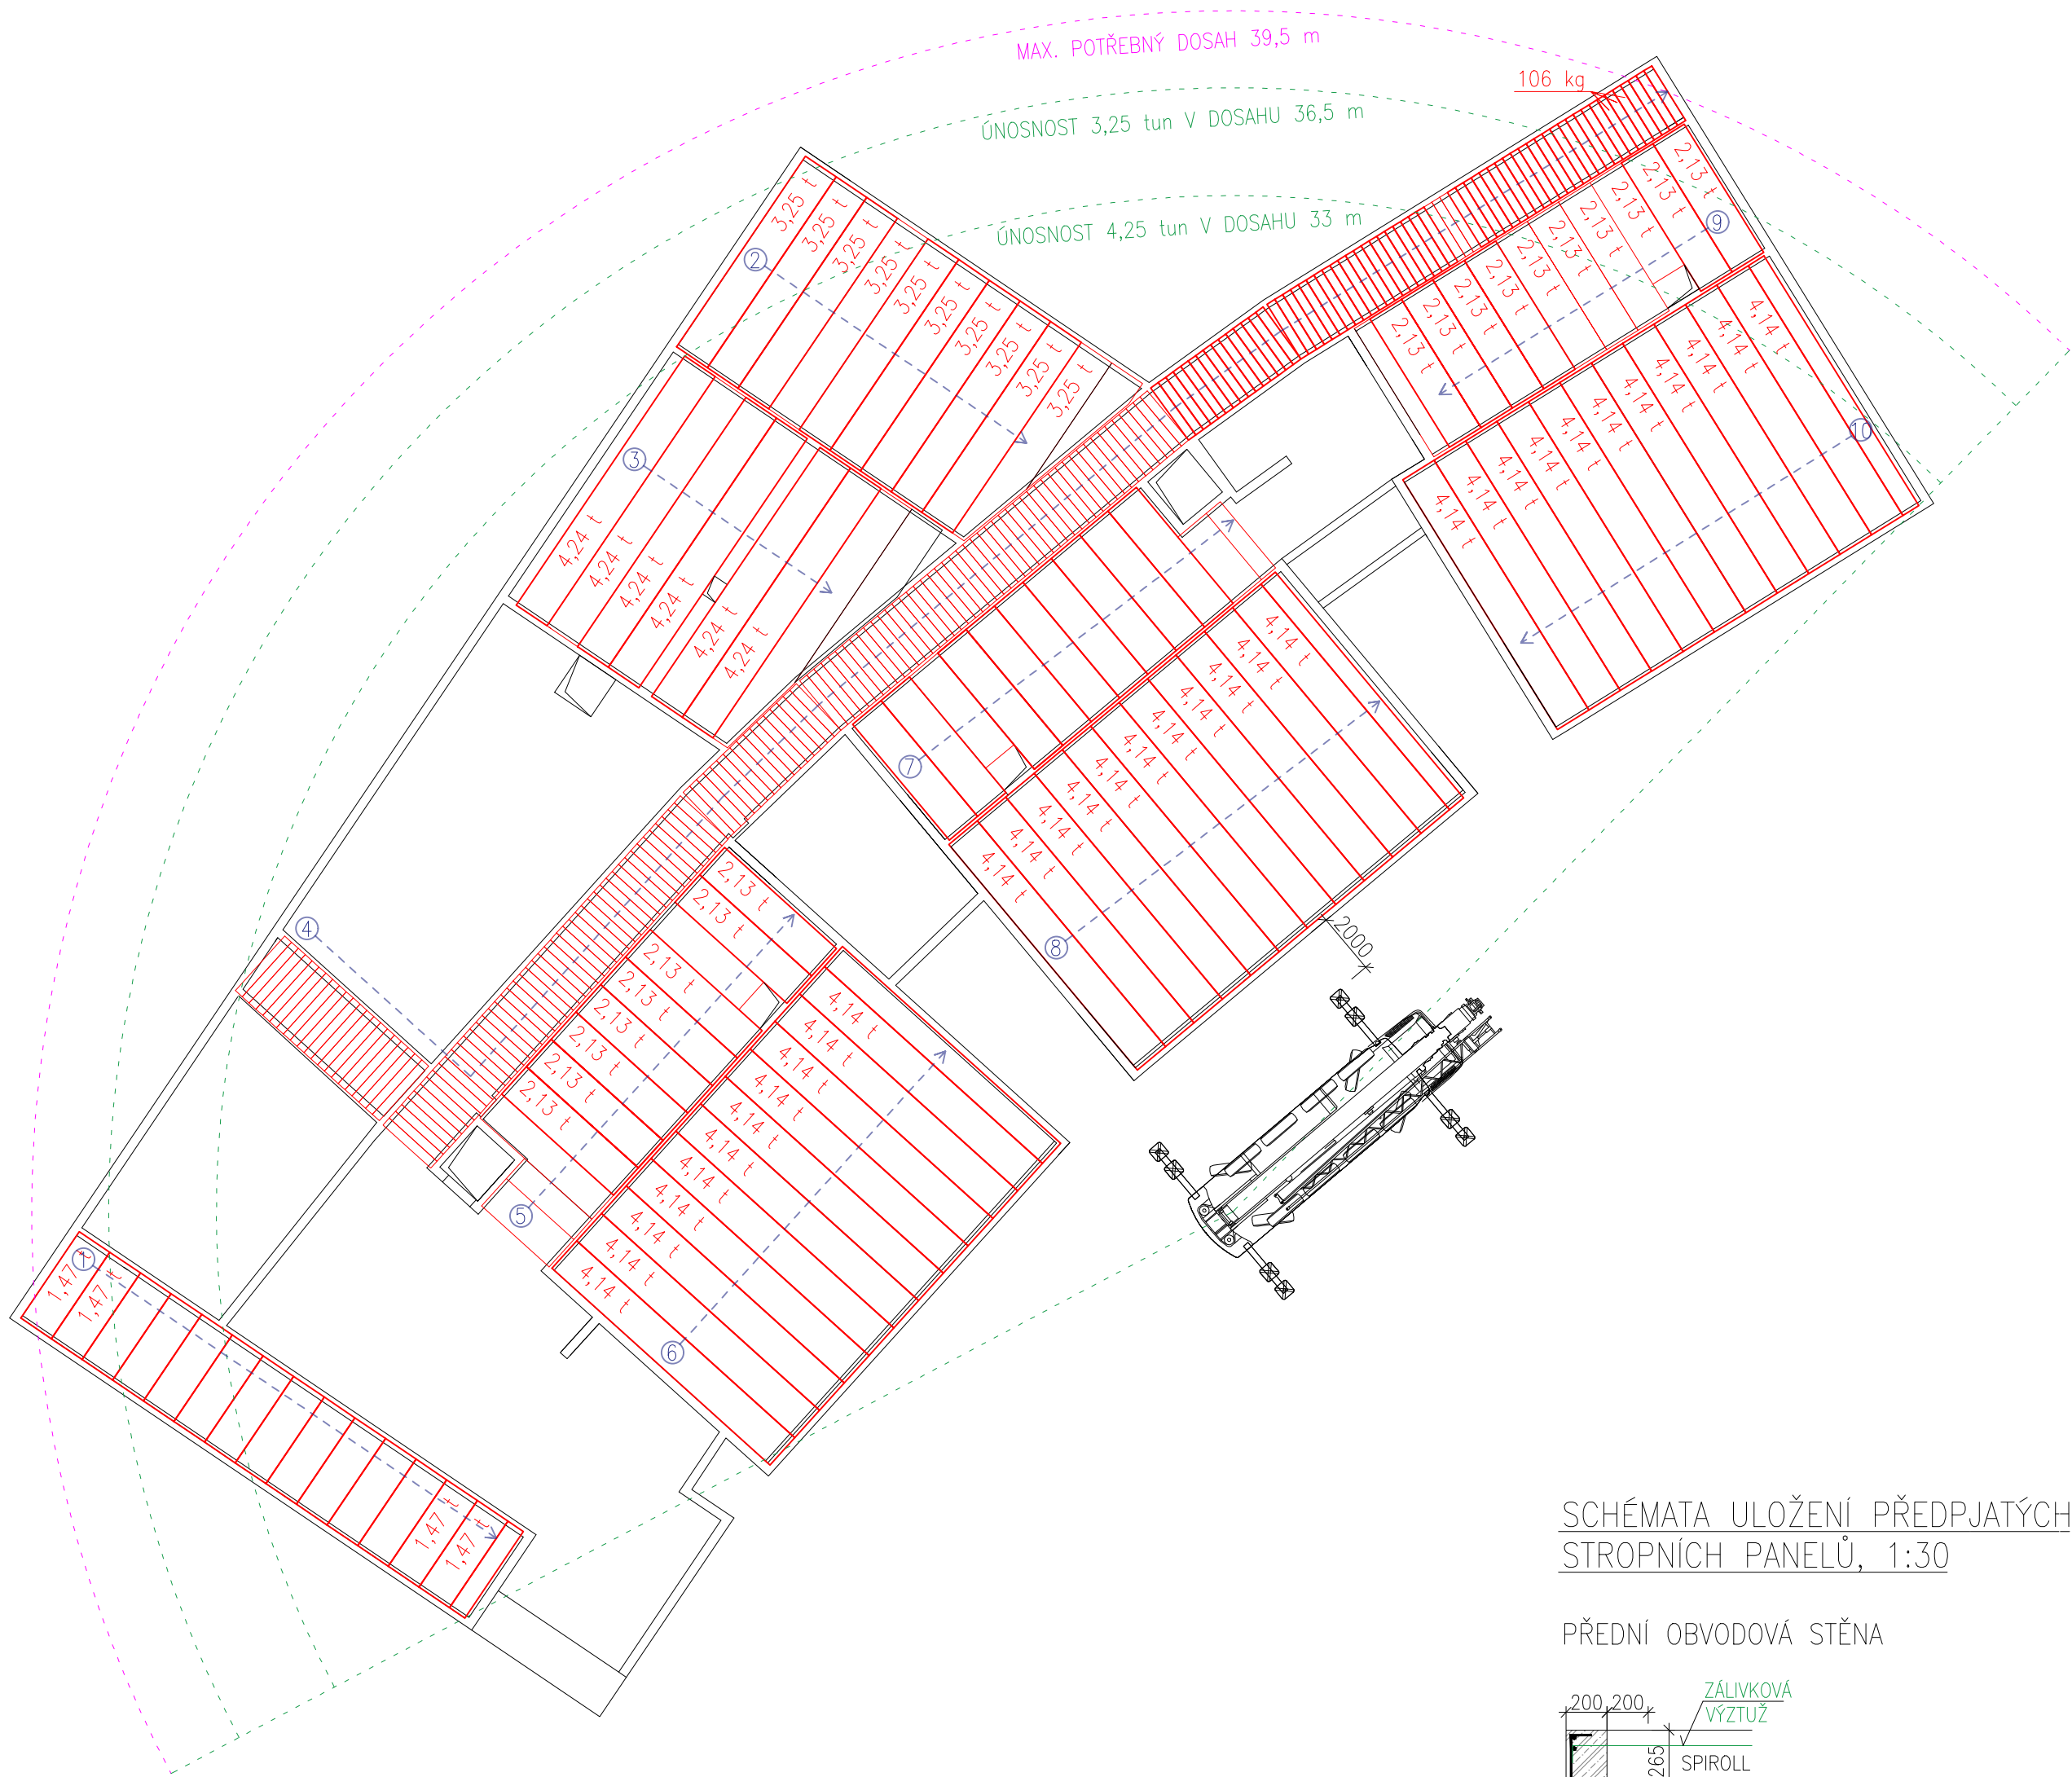 MAX. POTŘEBNÝ DOSAH 39,5 m
106 kg
ÚNOSNOST 3,25 tun V DOSAHU 36,5 m
ÚNOSNOST 4,25 tun V DOSAHU 33 m
2
3,25 t
3,25 t
3,25 t
3,25 t
3,25 t
3,25 t
3,25 t
3,25 t
3,25 t
3,25 t
9
2,13 t
2,13 t
2,13 t
2,13 t
2,13 t
2,13 t
2,13 t
2,13 t
2,13 t
2,13 t
10
4,14 t
4,14 t
4,14 t
4,14 t
4,14 t
4,14 t
4,14 t
4,14 t
4,14 t
4,14 t
4,14 t
3
4,24 t
4,24 t
4,24 t
4,24 t
4,24 t
4,24 t
7
8
4,14 t
4,14 t
4,14 t
4,14 t
4,14 t
4,14 t
4,14 t
4,14 t
4,14 t
4,14 t
4,14 t
2000
4
5
2,13 t
2,13 t
2,13 t
2,13 t
2,13 t
2,13 t
2,13 t
2,13 t
6
4,14 t
4,14 t
4,14 t
4,14 t
4,14 t
4,14 t
4,14 t
4,14 t
4,14 t
4,14 t
4,14 t
1
1,47 t
1,47 t
1,47 t
1,47 t
SCHÉMATA ULOŽENÍ PŘEDPJATÝCH
STROPNÍCH PANELŮ, 1:30
PŘEDNÍ OBVODOVÁ STĚNA
200 200
ZÁLIVKOVÁ
VÝZTUŽ
265
SPIROLL